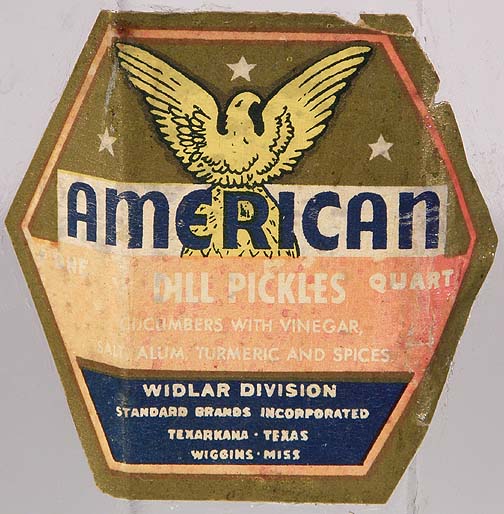 AMERICAN
DILL PICKLES QUART
CUCUMBERS WITH VINEGAR,
SALT, ALUM, TURMERIC AND SPICES.
WIDLAR DIVISION
STANDARD BRANDS INCORPORATED
TEXARKANA · TEXAS
WIGGINS · MISS